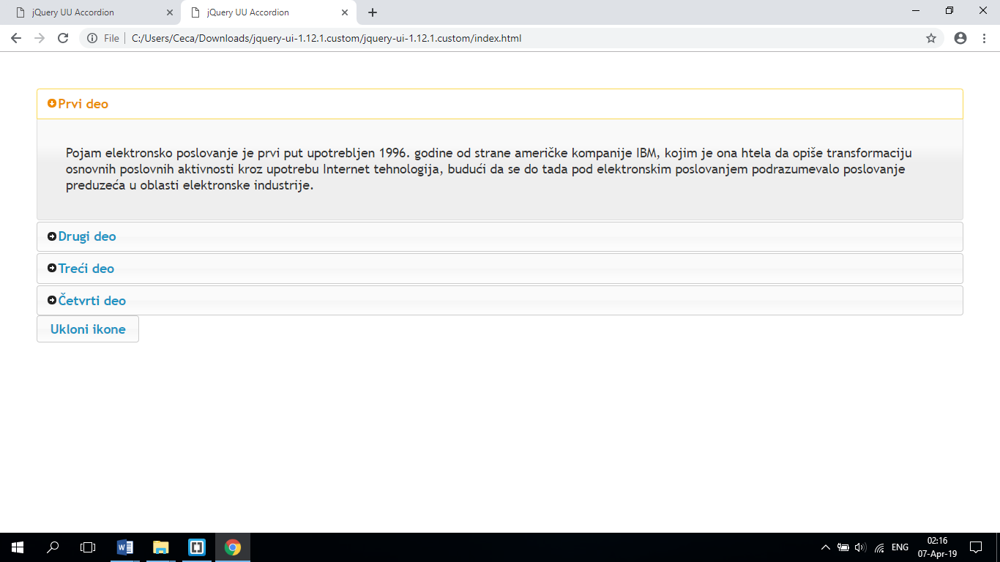 jQuery UU Accordion
jQuery UU Accordion
File
C:/Users/Ceca/Downloads/jquery-ui-1.12.1.custom/jquery-ui-1.12.1.custom/index.html
Prvi deo
Pojam elektronsko poslovanje je prvi put upotrebljen 1996. godine od strane američke kompanije IBM, kojim je ona htela da opiše transformaciju
osnovnih poslovnih aktivnosti kroz upotrebu Internet tehnologija, budući da se do tada pod elektronskim poslovanjem podrazumevalo poslovanje
preduzeća u oblasti elektronske industrije.
Drugi deo
Treći deo
Četvrti deo
Ukloni ikone
ENG
02:16
07-Apr-19